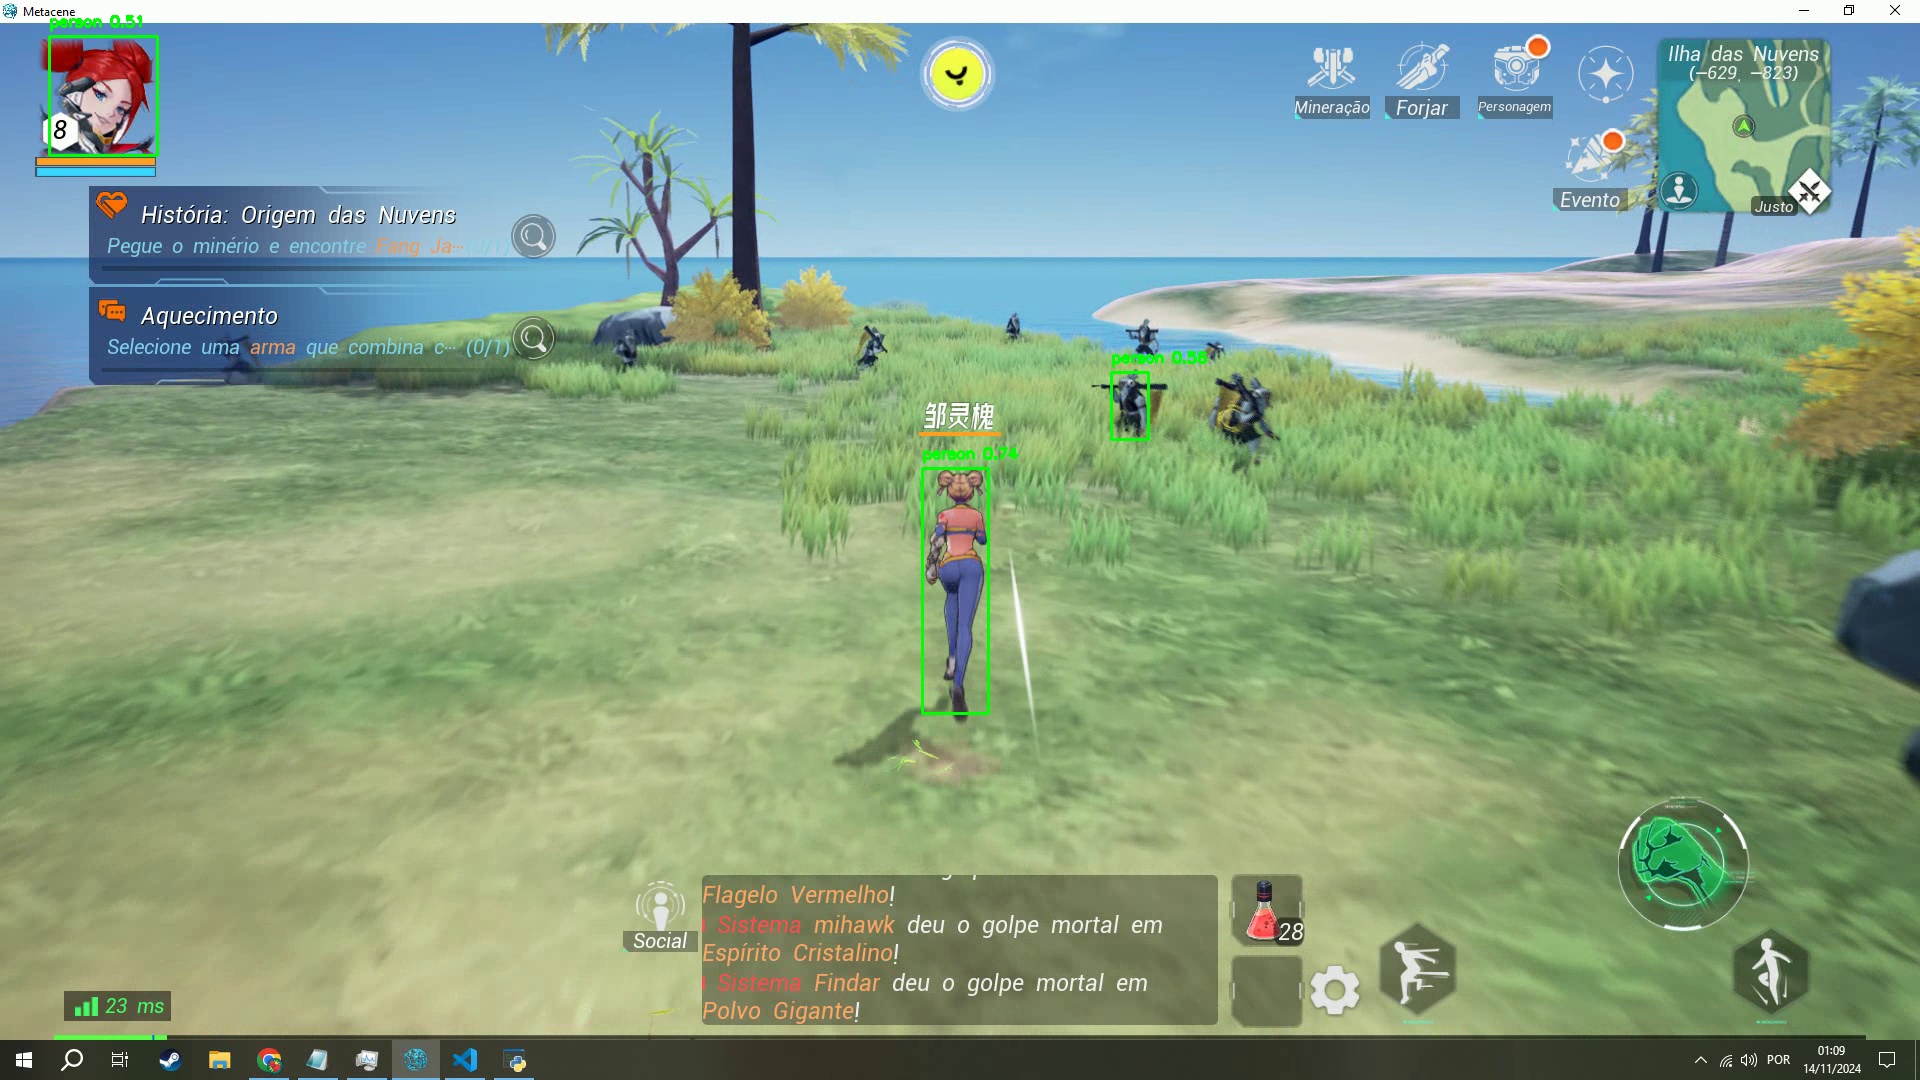 Metacene
person 0.51
8
História: Origem das Nuvens
Pegue o minério e encontre Fang Ja… (0/1)
Aquecimento
Selecione uma arma que combina c… (0/1)
Mineração
Forjar
Personagem
Evento
Ilha das Nuvens
(-629, -823)
Justo
person 0.58
邹灵槐
person 0.74
Social
Flagelo Vermelho!
Sistema mihawk deu o golpe mortal em
Espírito Cristalino!
Sistema Findar deu o golpe mortal em
Polvo Gigante!
28
23 ms
POR
01:09
14/11/2024